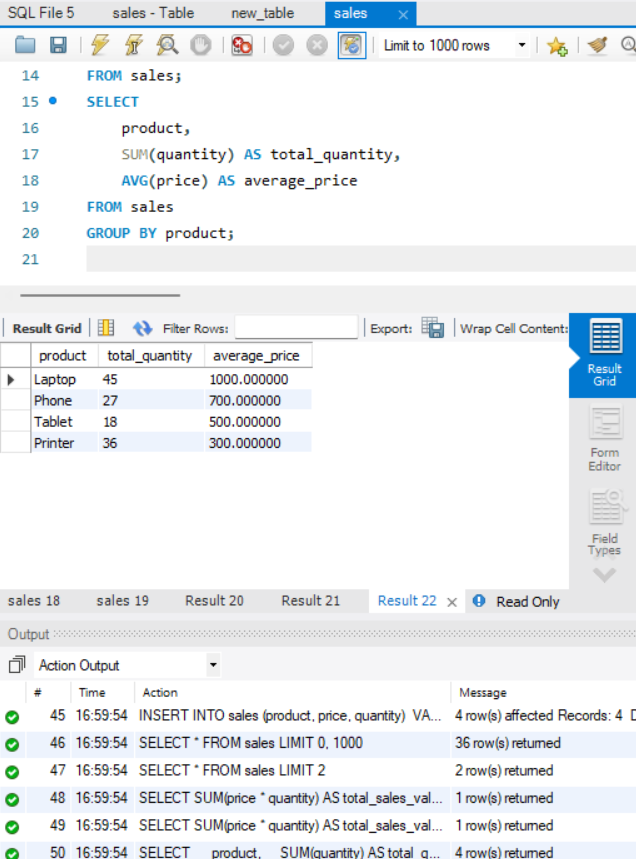 SQL File 5 sales - Table new_table sales
Limit to 1000 rows
14 FROM sales;
15 SELECT
16 product,
17 SUM(quantity) AS total_quantity,
18 AVG(price) AS average_price
19 FROM sales
20 GROUP BY product;
21
Result Grid Filter Rows: Export: Wrap Cell Content:
product total_quantity average_price
Laptop 45 1000.000000
Phone 27 700.000000
Tablet 18 500.000000
Printer 36 300.000000
Result
Grid
Form
Editor
Field
Types
sales 18 sales 19 Result 20 Result 21 Result 22 Read Only
Output
Action Output
# Time Action Message
45 16:59:54 INSERT INTO sales (product, price, quantity) VA... 4 row(s) affected Records: 4 D
46 16:59:54 SELECT * FROM sales LIMIT 0, 1000 36 row(s) returned
47 16:59:54 SELECT * FROM sales LIMIT 2 2 row(s) returned
48 16:59:54 SELECT SUM(price * quantity) AS total_sales_val... 1 row(s) returned
49 16:59:54 SELECT SUM(price * quantity) AS total_sales_val... 1 row(s) returned
50 16:59:54 SELECT product, SUM(quantity) AS total_q... 4 row(s) returned